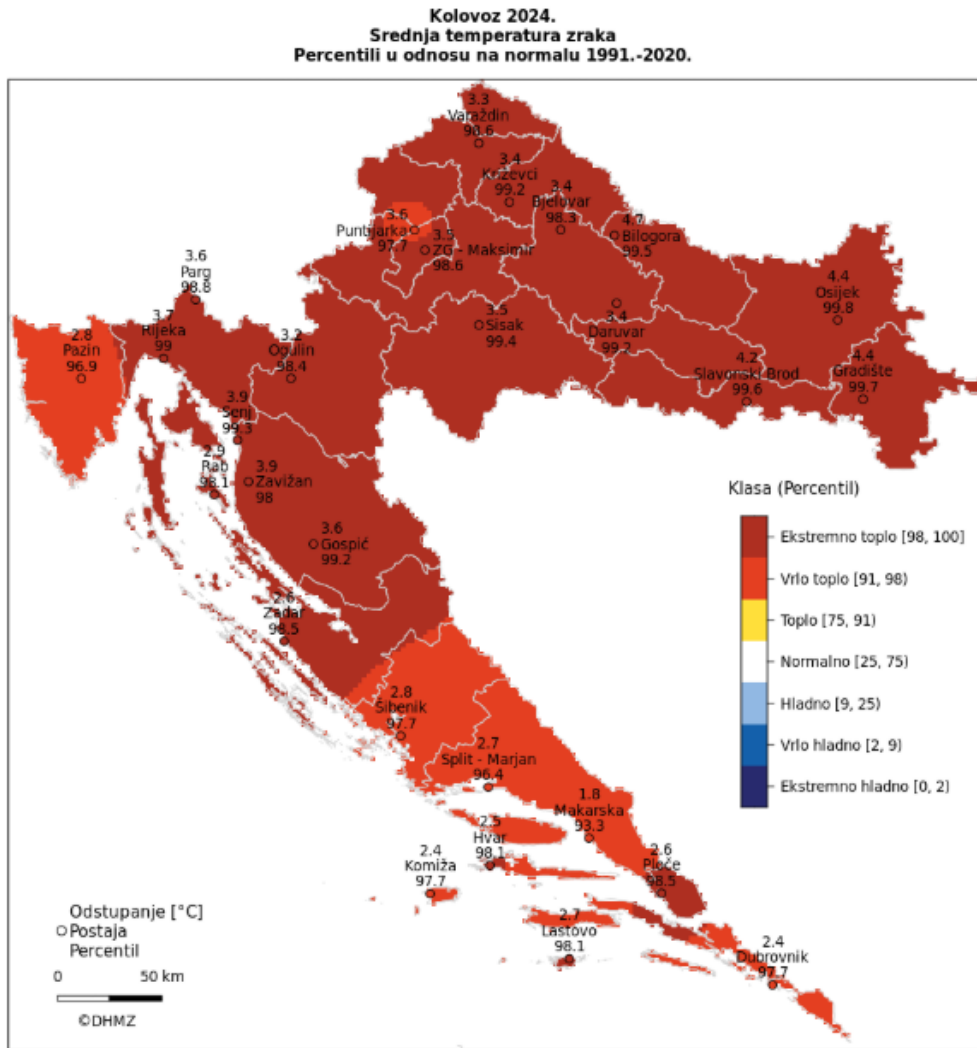 Kolovoz 2024.
Srednja temperatura zraka
Percentili u odnosu na normalu 1991.-2020.
3.3
Varaždin
98.6
3.4
Križevci
99.2
3.4
Bjelovar
98.3
4.7
Bilogora
99.5
3.6
Puntijarka
97.7
3.5
ZG - Maksimir
98.6
3.6
Parg
98.8
4.4
Osijek
99.8
3.7
Rijeka
99
3.2
Ogulin
98.4
3.5
Sisak
99.4
3.4
Daruvar
99.2
2.8
Pazin
96.9
4.2
Slavonski Brod
99.6
4.4
Gradište
99.7
3.9
Senj
99.3
2.9
Rab
98.1
3.9
Zavižan
98
3.6
Gospić
99.2
2.6
Zadar
98.5
2.8
Šibenik
97.7
2.7
Split - Marjan
96.4
1.8
Makarska
93.3
2.5
Hvar
98.1
2.4
Komiža
97.7
2.6
Ploče
98.5
2.7
Lastovo
98.1
2.4
Dubrovnik
97.7
Klasa (Percentil)
Ekstremno toplo [98, 100]
Vrlo toplo [91, 98)
Toplo [75, 91)
Normalno [25, 75)
Hladno [9, 25)
Vrlo hladno [2, 9)
Ekstremno hladno [0, 2)
Odstupanje [°C]
Postaja
Percentil
0 50 km
©DHMZ